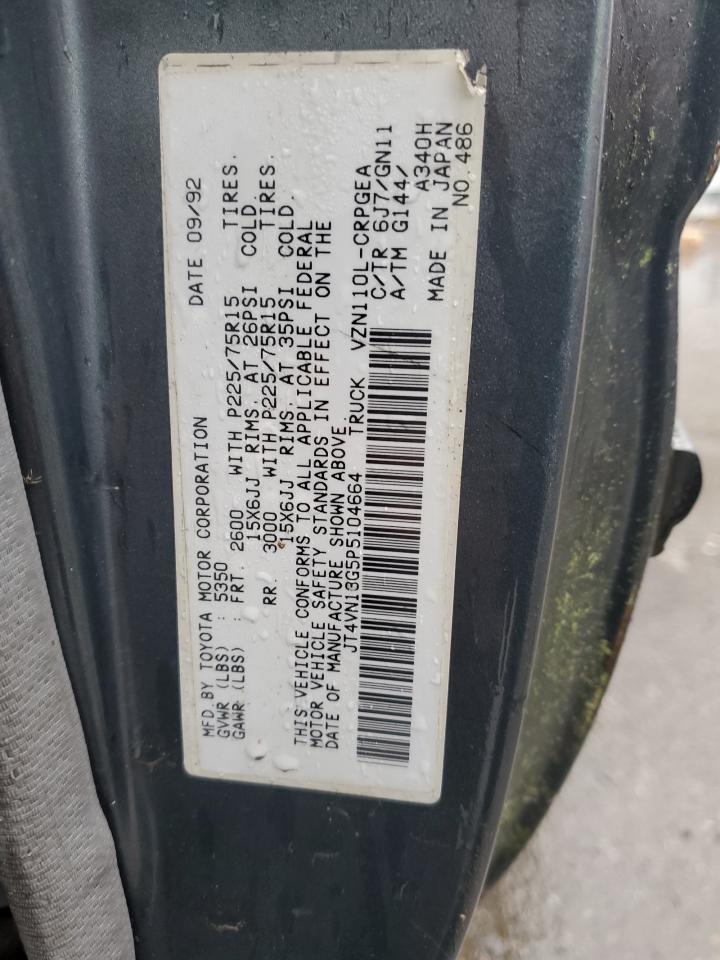 MFD. BY TOYOTA MOTOR CORPORATION DATE 09/92
GVWR (LBS) : 5350
GAWR (LBS) : FRT. 2600 WITH P225/75R15 TIRES.
15X6JJ RIMS. AT 26PSI COLD.
RR. 3000 WITH P225/75R15 TIRES.
15X6JJ RIMS. AT 35PSI COLD.
THIS VEHICLE CONFORMS TO ALL APPLICABLE FEDERAL
MOTOR VEHICLE SAFETY STANDARDS IN EFFECT ON THE
DATE OF MANUFACTURE SHOWN ABOVE.
JT4VN13G5P5104664 TRUCK VZN110L-CRPGEA
C/TR 6J7/GN11
A/TM G144/A340H
MADE IN JAPAN
NO.486